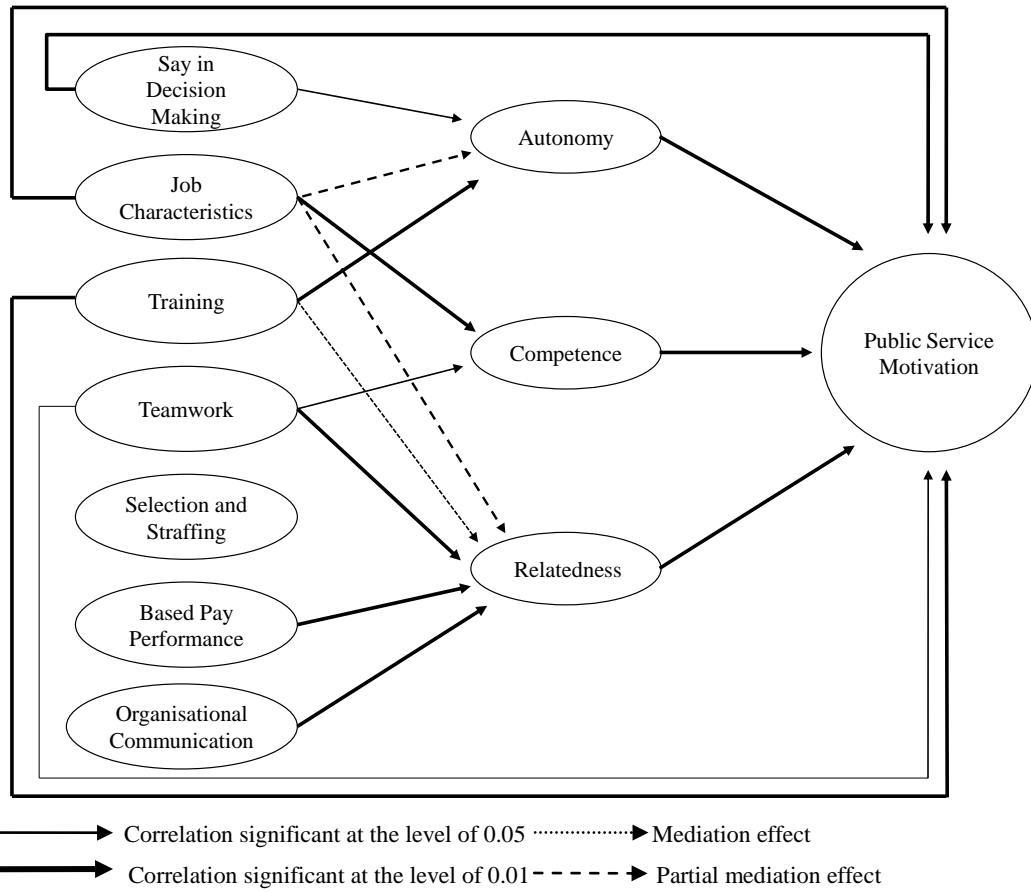 Say in
Decision
Making
Autonomy
Job
Characteristics
Training
Competence
Public Service
Motivation
Teamwork
Selection and
Straffing
Relatedness
Based Pay
Performance
Organisational
Communication
Correlation significant at the level of 0.05
Mediation effect
Correlation significant at the level of 0.01
Partial mediation effect